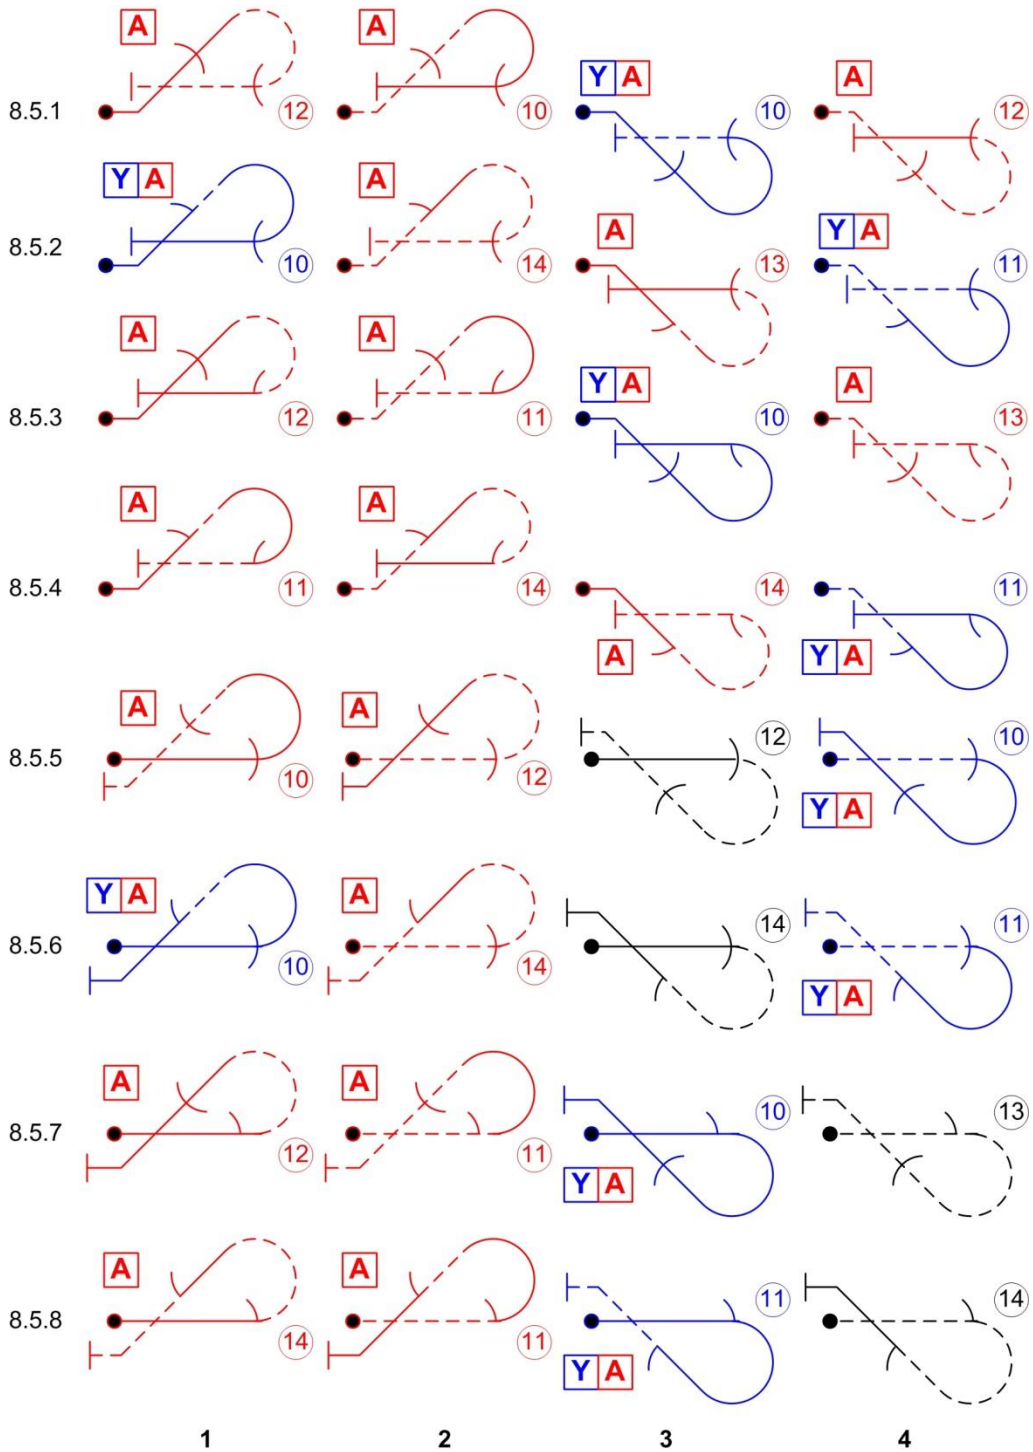 A A Y A A
8.5.1 12 10 10 12
Y A A A Y A
8.5.2 10 14 13 11
A A Y A A
8.5.3 12 11 10 13
A A
8.5.4 11 14 14 11
A Y A
A A
8.5.5 10 12 12 10
Y A
Y A A
8.5.6 10 14 14 11
Y A
A A
8.5.7 12 11 10 13
Y A
A A
8.5.8 14 11 11 14
Y A
1 2 3 4